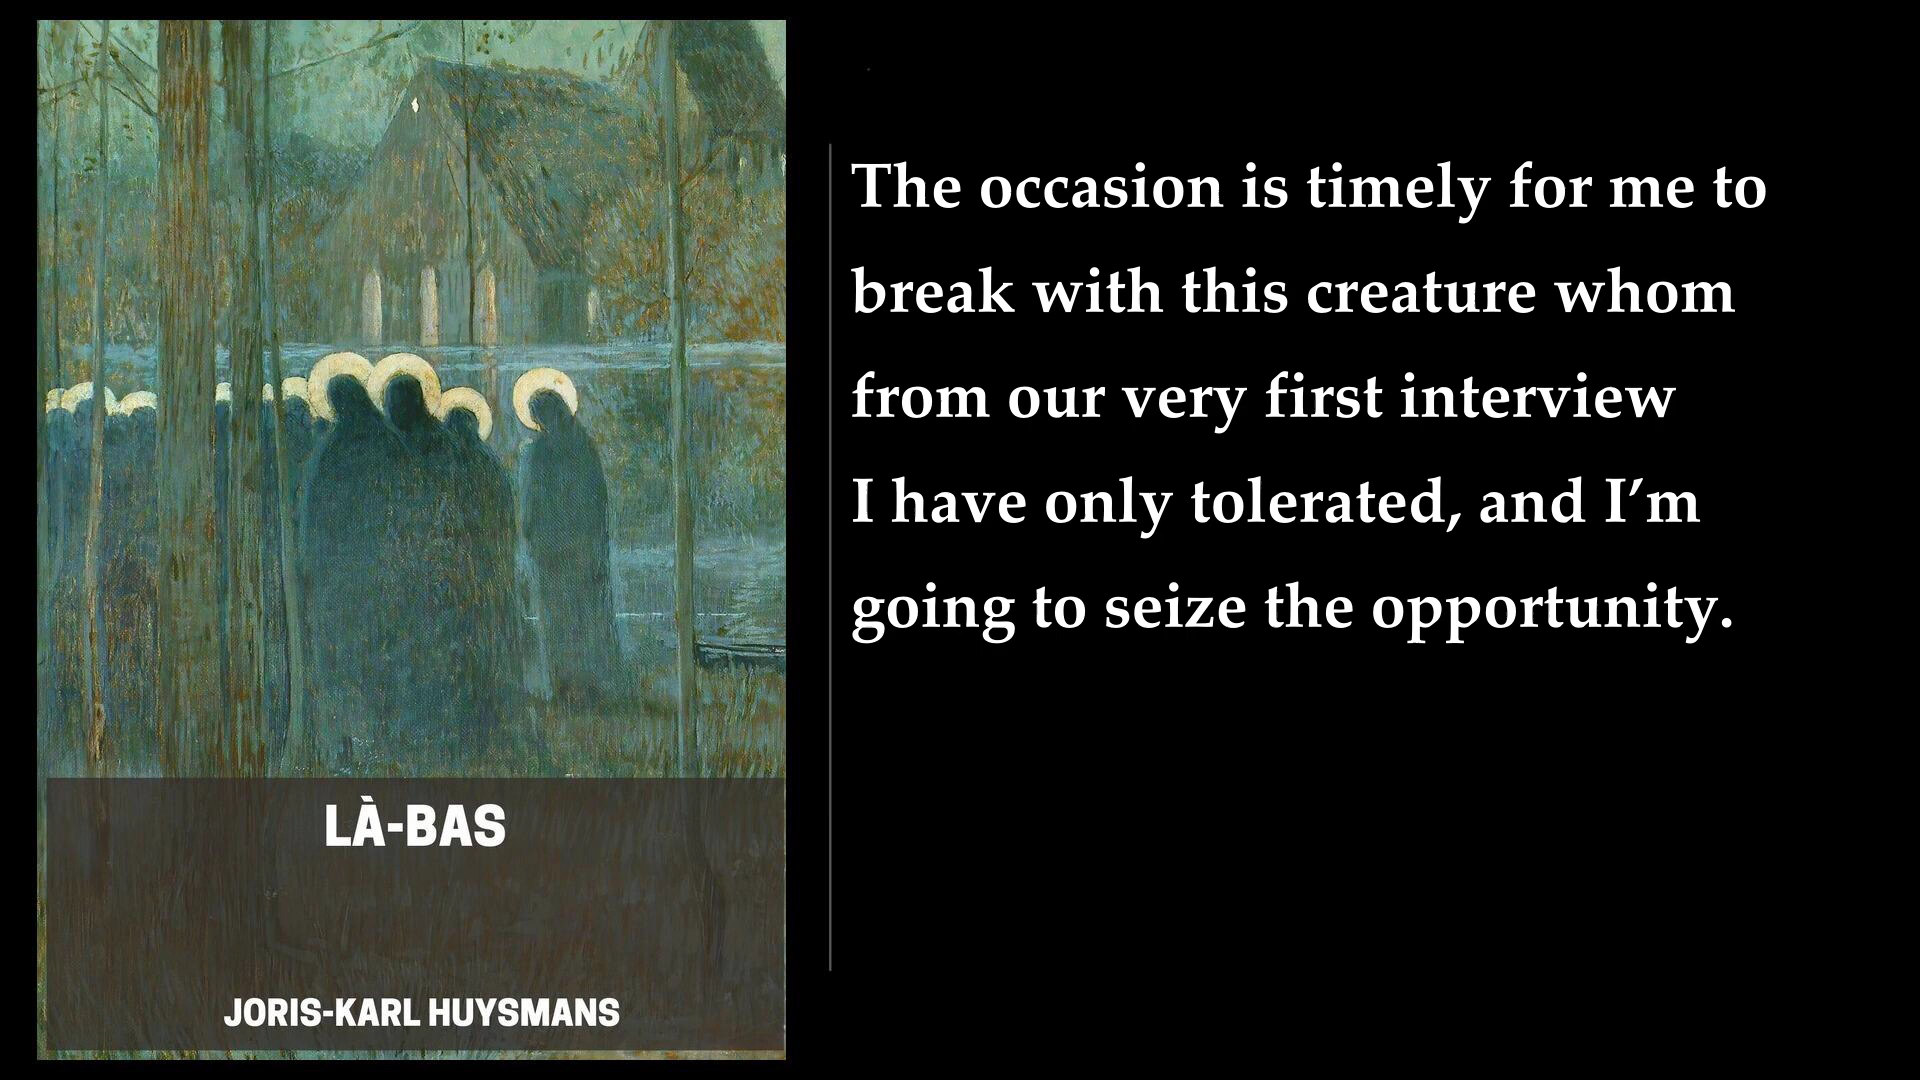 LÀ-BAS
JORIS-KARL HUYSMANS
The occasion is timely for me to
break with this creature whom
from our very first interview
I have only tolerated, and I’m
going to seize the opportunity.